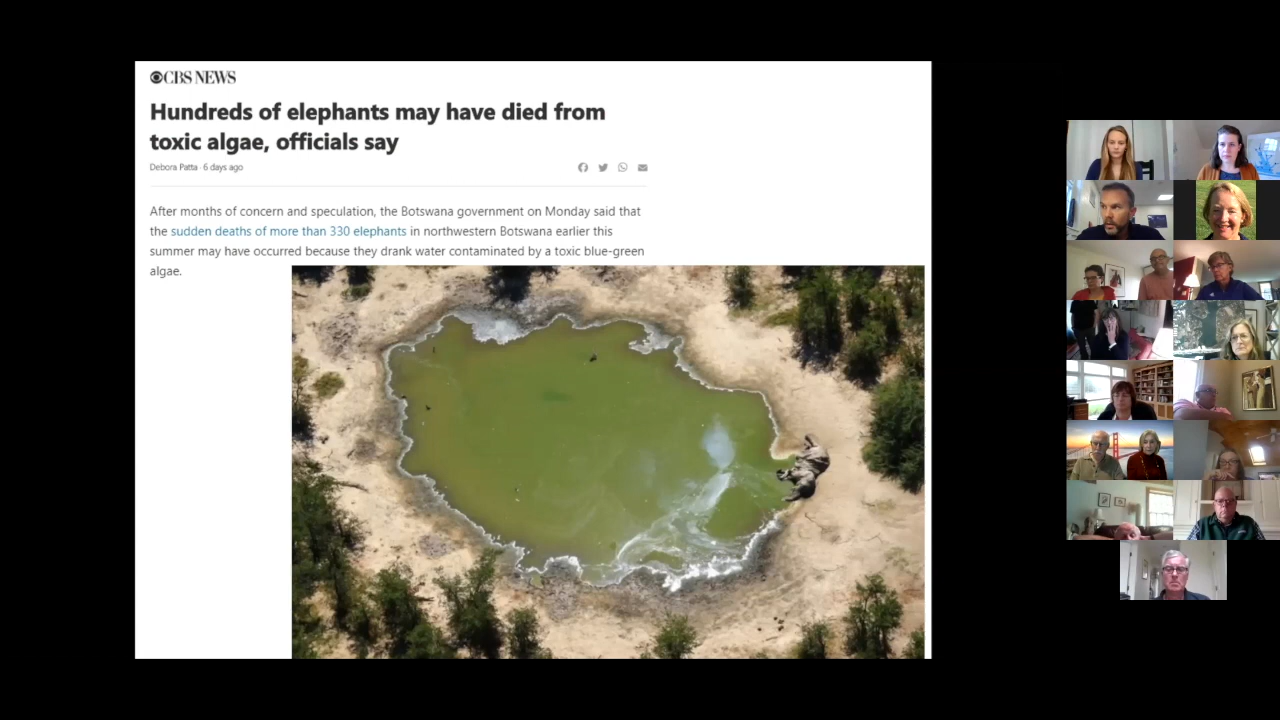 CBS NEWS
Hundreds of elephants may have died from
toxic algae, officials say
Debora Patta · 6 days ago
After months of concern and speculation, the Botswana government on Monday said that
the sudden deaths of more than 330 elephants in northwestern Botswana earlier this
summer may have occurred because they drank water contaminated by a toxic blue-green
algae.